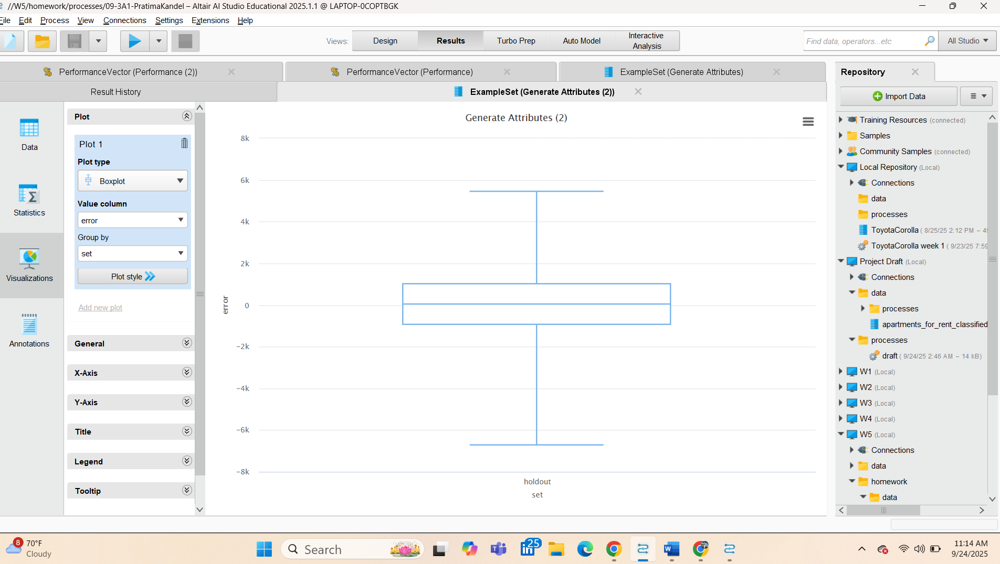 //W5/homework/processes/09-3A1-PratimaKandel – Altair AI Studio Educational 2025.1.1 @ LAPTOP-0COPTBGK
File Edit Process View Connections Settings Extensions Help
Views:
Design
Results
Turbo Prep
Auto Model
Interactive
Analysis
Find data, operators...etc
All Studio
PerformanceVector (Performance (2))
PerformanceVector (Performance)
ExampleSet (Generate Attributes)
Result History
ExampleSet (Generate Attributes (2))
Data
Statistics
Visualizations
Annotations
Plot
Plot 1
Plot type
Boxplot
Value column
error
Group by
set
Plot style
Add new plot
General
X-Axis
Y-Axis
Title
Legend
Tooltip
Generate Attributes (2)
8k
6k
4k
2k
0
−2k
−4k
−6k
−8k
error
holdout
set
Repository
Import Data
Training Resources (connected)
Samples
Community Samples (connected)
Local Repository (Local)
Connections
data
processes
ToyotaCorolla ( 8/25/25 2:12 PM – 4
ToyotaCorolla week 1 ( 9/23/25 7:59
Project Draft (Local)
Connections
data
processes
apartments_for_rent_classified
processes
draft ( 9/24/25 2:46 AM – 14 kB)
W1 (Local)
W2 (Local)
W3 (Local)
W4 (Local)
W5 (Local)
Connections
data
homework
data
8
70°F
Cloudy
Search
25
11:14 AM
9/24/2025